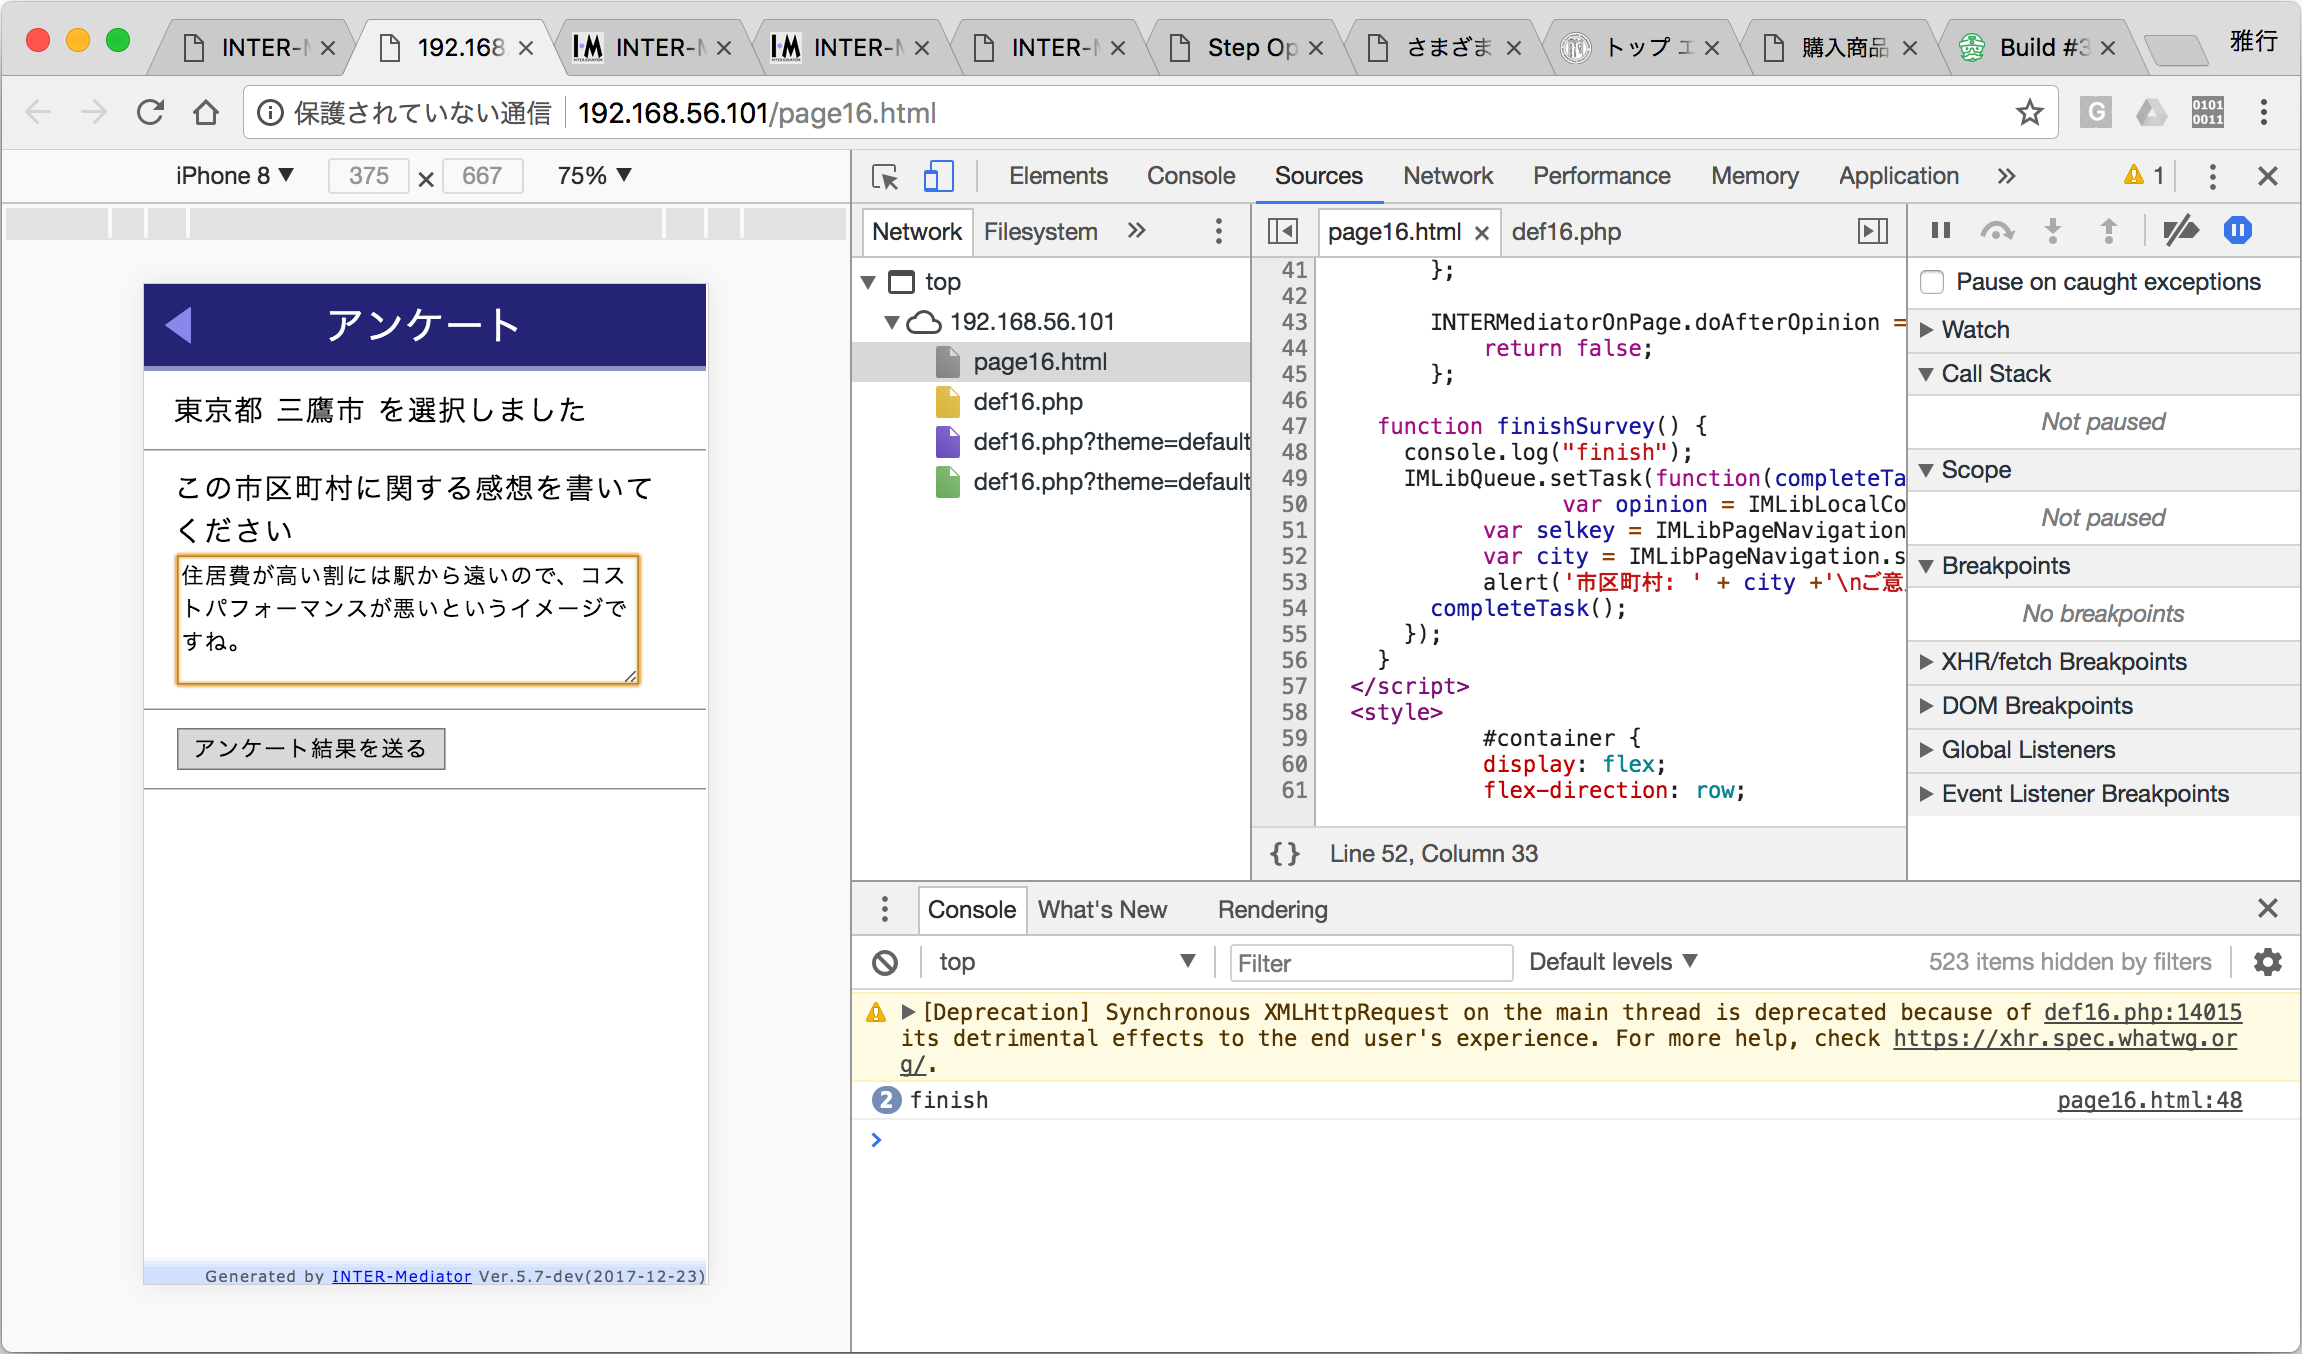 INTER-M
192.168.
INTER-M
INTER-M
INTER-M
Step Op
さまざま
トップ エ
購入商品
Build #3
雅行
保護されていない通信 192.168.56.101/page16.html
G
0101
0011
iPhone 8 ▼ 375 × 667 75% ▼
Elements Console Sources Network Performance Memory Application » 1
アンケート
東京都 三鷹市 を選択しました
この市区町村に関する感想を書いて
ください
住居費が高い割には駅から遠いので、コス
トパフォーマンスが悪いというイメージで
すね。
アンケート結果を送る
Generated by INTER-Mediator Ver.5.7-dev(2017-12-23)
Network Filesystem »
top
192.168.56.101
page16.html
def16.php
def16.php?theme=default
def16.php?theme=default
page16.html × def16.php
41 };
42
43 INTERMediatorOnPage.doAfterOpinion =
44 return false;
45 };
46
47 function finishSurvey() {
48 console.log("finish");
49 IMLibQueue.setTask(function(completeTa
50 var opinion = IMLibLocalCo
51 var selkey = IMLibPageNavigation
52 var city = IMLibPageNavigation.s
53 alert('市区町村: ' + city +'\nご意
54 completeTask();
55 });
56 }
57 </script>
58 <style>
59 #container {
60 display: flex;
61 flex-direction: row;
{} Line 52, Column 33
Pause on caught exceptions
Watch
Call Stack
Not paused
Scope
Not paused
Breakpoints
No breakpoints
XHR/fetch Breakpoints
DOM Breakpoints
Global Listeners
Event Listener Breakpoints
Console What's New Rendering
top ▼ Filter Default levels ▼ 523 items hidden by filters
[Deprecation] Synchronous XMLHttpRequest on the main thread is deprecated because of def16.php:14015
its detrimental effects to the end user's experience. For more help, check https://xhr.spec.whatwg.or
g/.
2 finish page16.html:48